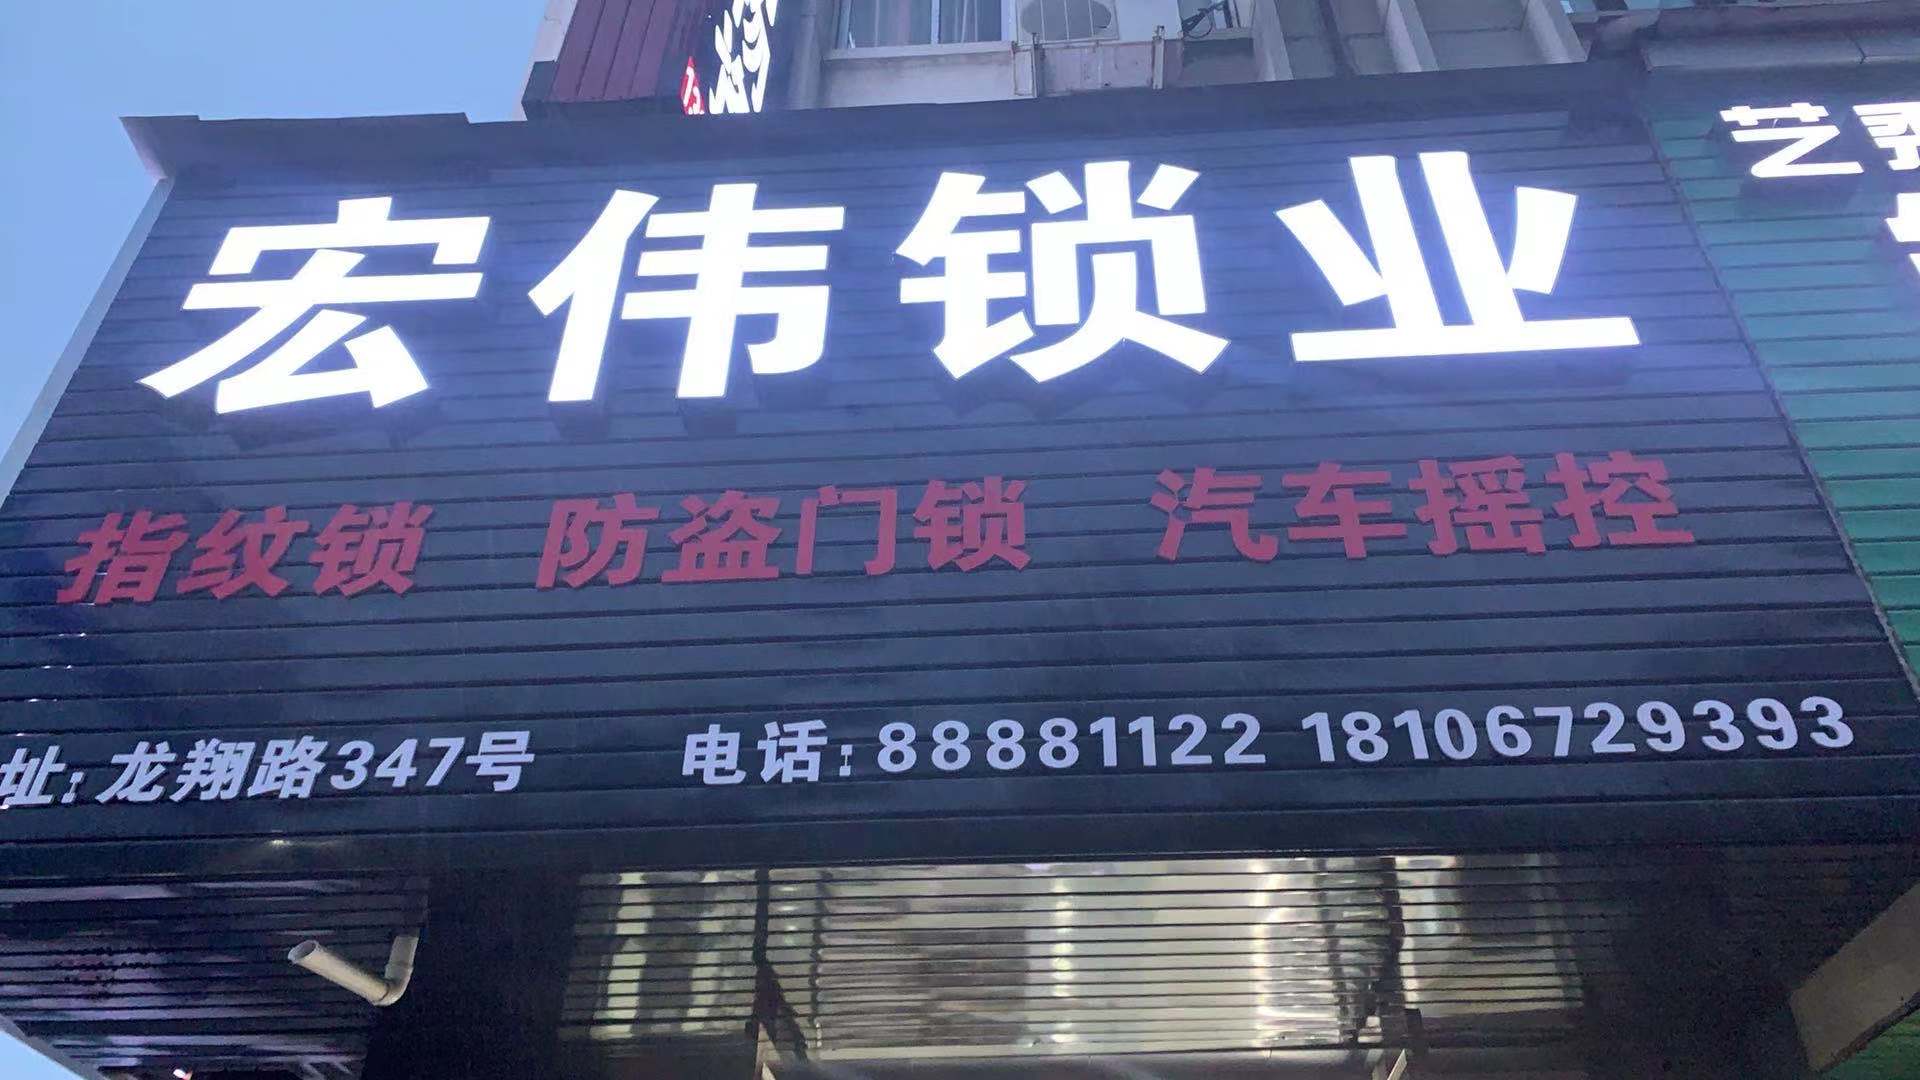 宏伟锁业
指纹锁 防盗门锁 汽车摇控
址:龙翔路347号 电话:88881122 18106729393
艺